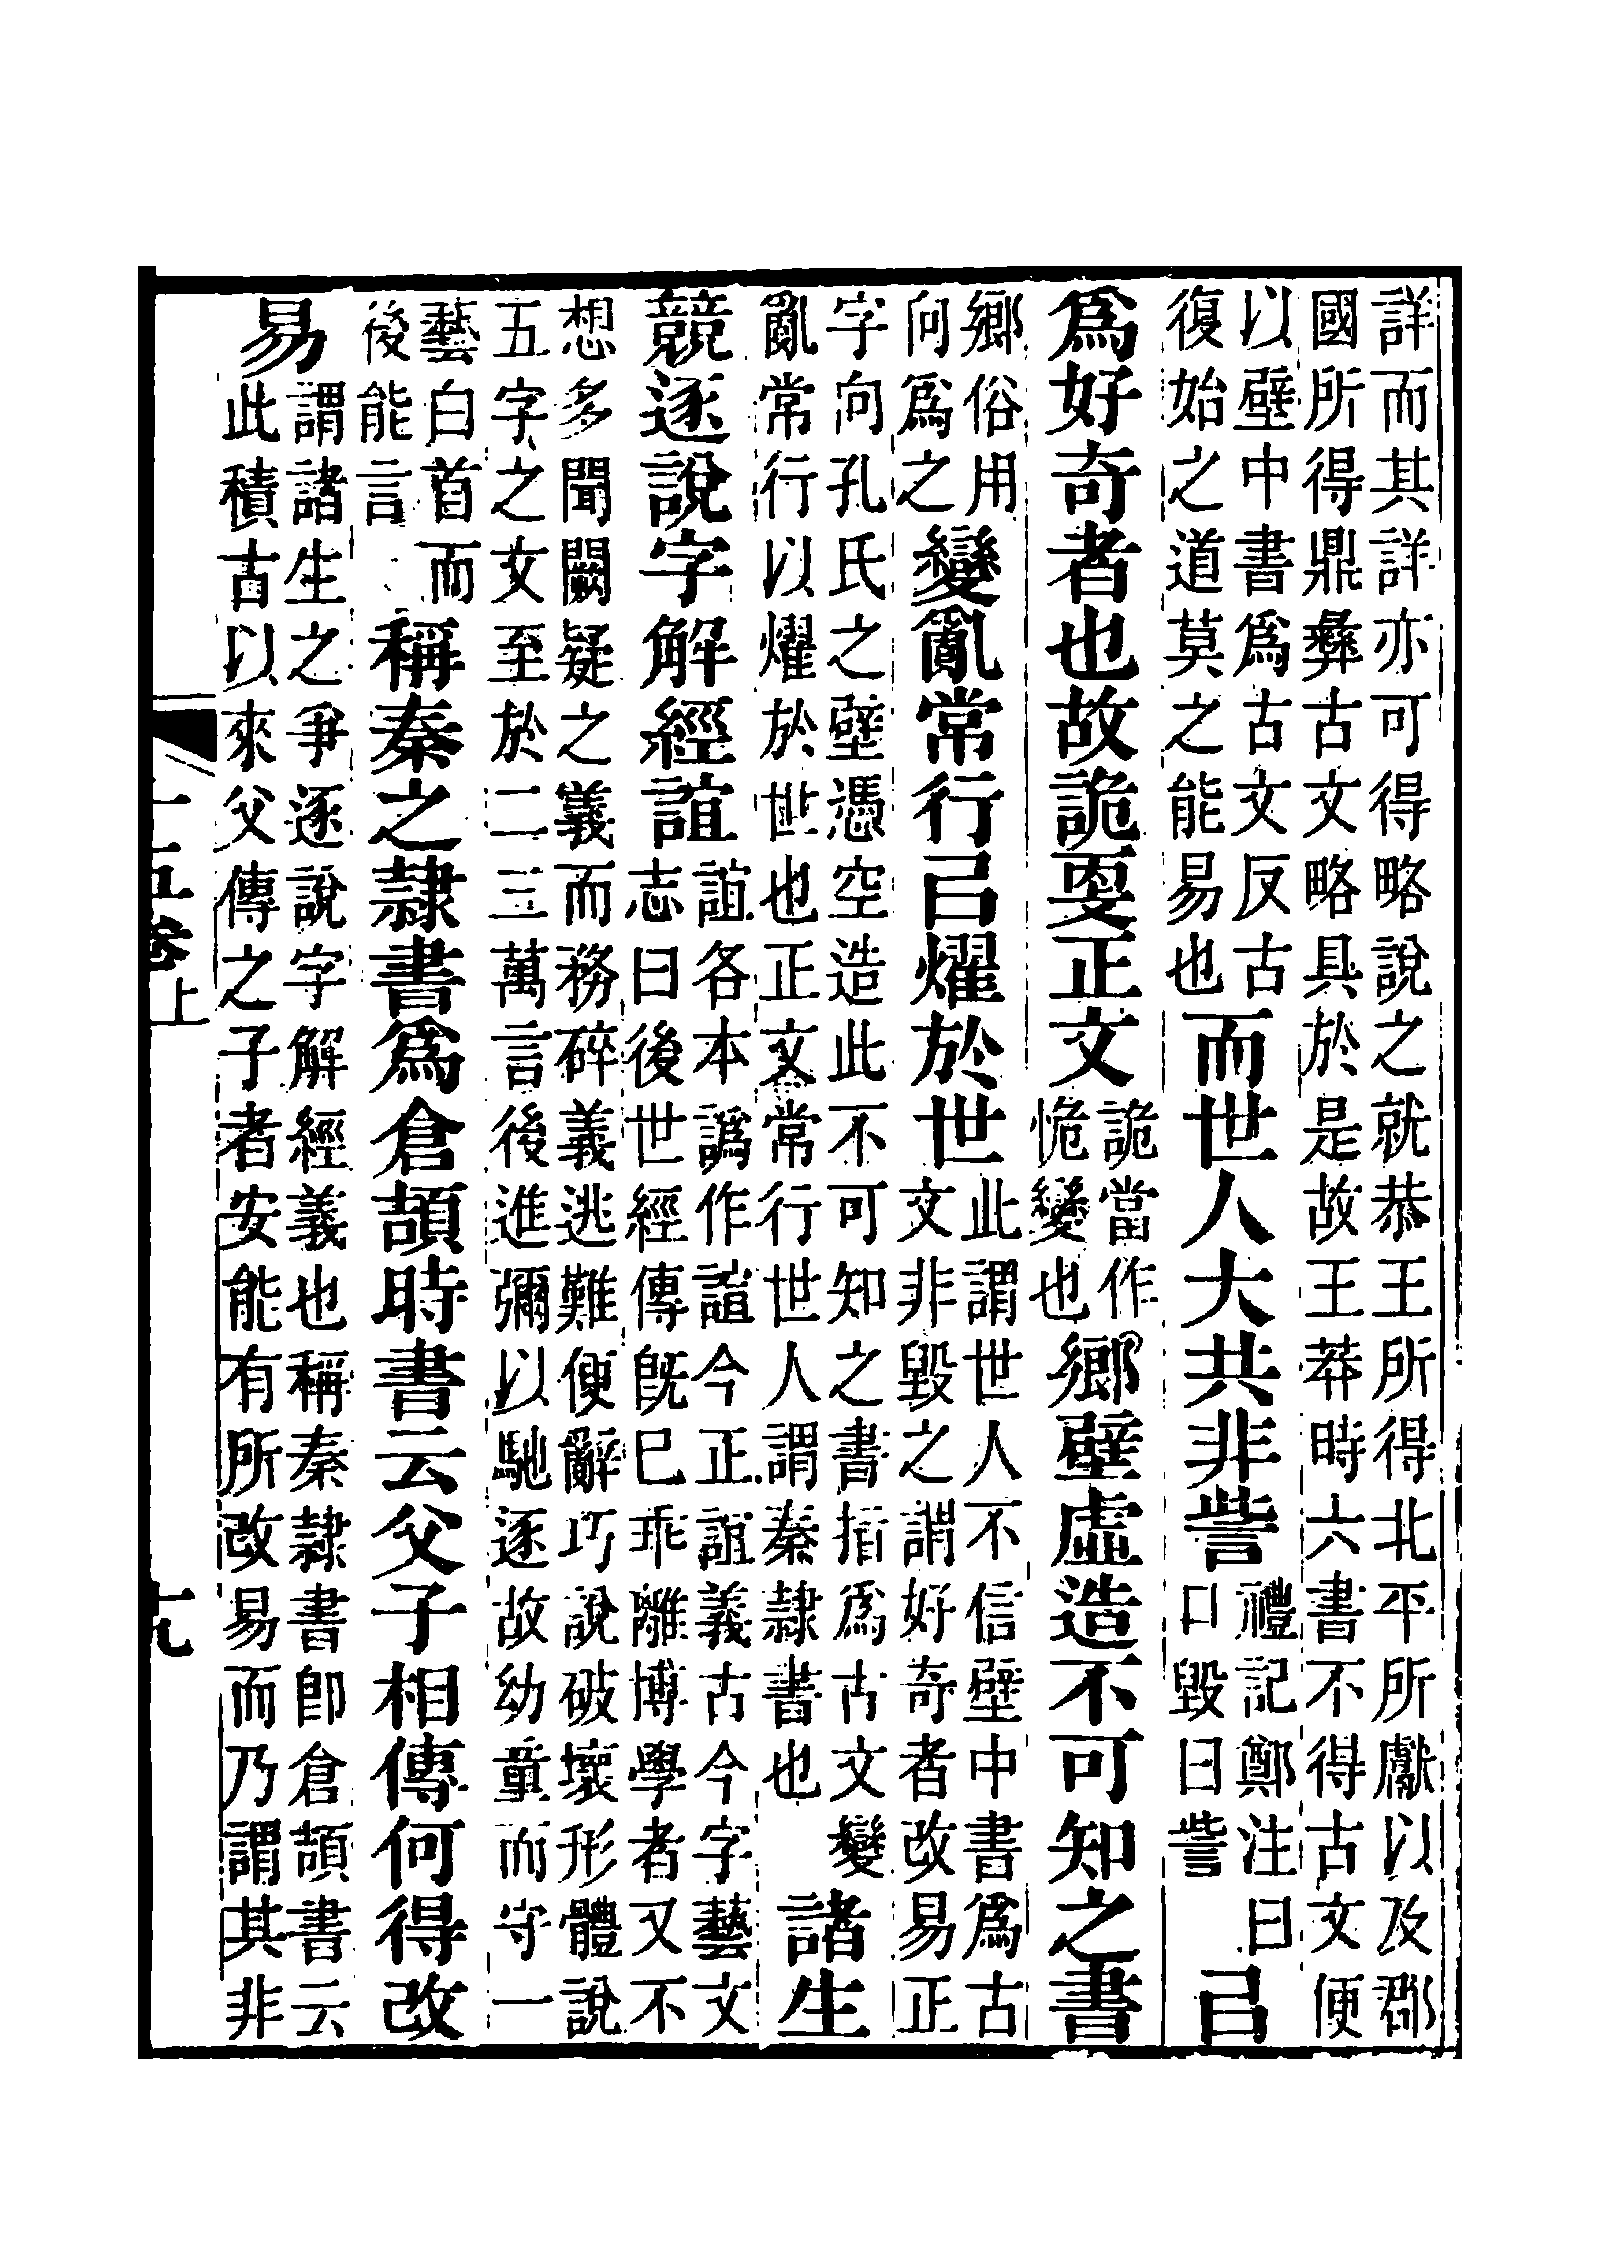 詳而其詳亦可得略說之就恭王所得北平所獻以及郡
國所得鼎彝古文略具於是故王莽時六書不得古文便
以壁中書爲古文反古
復始之道莫之能易也
而世人大共非訾
禮記鄭注曰
口毀曰訾
㠯
爲好奇者也故詭㪅正文
詭當作
恑變也
鄉壁虛造不可知之書
鄉俗用
向爲之
變亂常行㠯燿於世
此謂世人不信壁中書爲古
文非毀之謂好奇者改易正
字向孔氏之壁憑空造此不可知之書指爲古文變
亂常行以燿於世也正文常行世人謂秦隸書也
諸生
競逐說字解經誼
誼各本譌作諠今正誼義古今字藝文
志曰後世經傳旣巳乖離博學者又不
想多聞闕疑之義而務碎義逃難便辭巧說破壞形體說
五字之文至於二三萬言後進彌以馳逐故幼童而守一
藝白首而
後能言
稱秦之隸書爲倉頡時書云父子相傳何得改
易
謂諸生之爭逐說字解經義也稱秦隸書卽倉頡書云
此積古以來父傳之子者安能有所改易而乃謂其非
十五卷上
十九